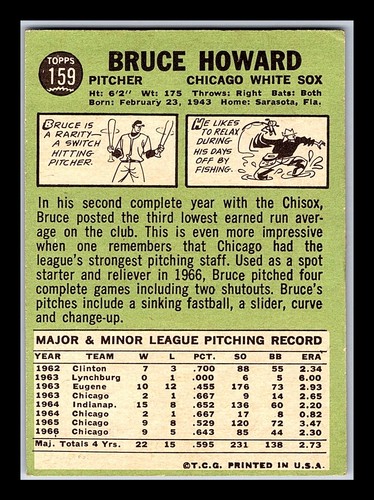 TOPPS
159
BRUCE HOWARD
PITCHER CHICAGO WHITE SOX
Ht: 6'2" Wt: 175 Throws: Right Bats: Both
Born: February 23, 1943 Home: Sarasota, Fla.
BRUCE IS
A RARITY—
A SWITCH
HITTING
PITCHER.
HE LIKES
TO RELAX
DURING
HIS DAYS
OFF BY
FISHING.
In his second complete year with the Chisox,
Bruce posted the third lowest earned run aver-
age on the club. This is even more impressive
when one remembers that Chicago had the
league's strongest pitching staff. Used as a spot
starter and reliever in 1966, Bruce pitched four
complete games including two shutouts. Bruce's
pitches include a sinking fastball, a slider, curve
and change-up.
MAJOR & MINOR LEAGUE PITCHING RECORD
YEAR TEAM W L PCT. SO BB ERA
1962 Clinton 7 3 .700 88 55 2.34
1963 Lynchburg 0 1 .000 6 5 6.00
1963 Eugene 10 12 .455 176 73 2.93
1963 Chicago 2 1 .667 9 14 2.65
1964 Indianap. 15 8 .652 136 60 2.20
1964 Chicago 2 1 .667 17 8 0.82
1965 Chicago 9 8 .529 120 72 3.47
1966 Chicago 9 5 .643 85 44 2.30
Maj. Totals 4 Yrs. 22 15 .595 231 138 2.73
©T.C.G. PRINTED IN U.S.A.